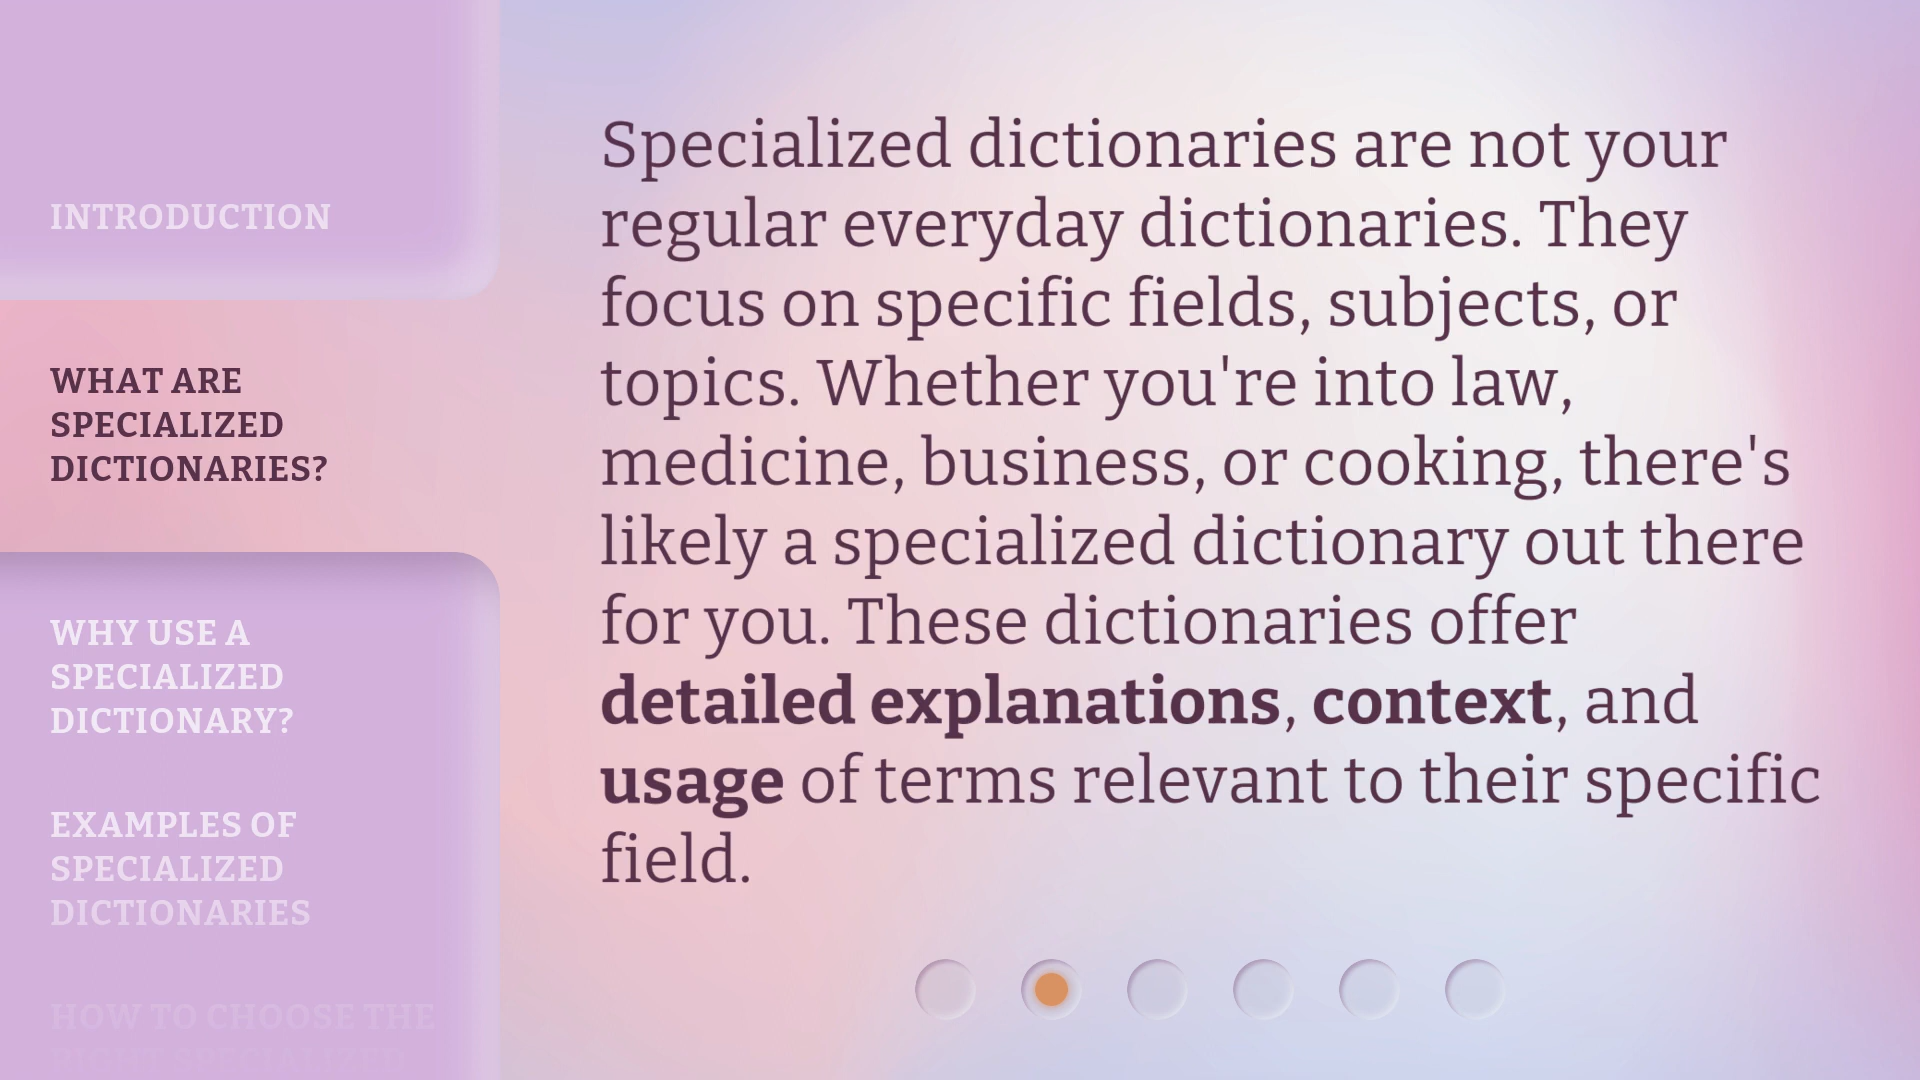 INTRODUCTION
WHAT ARE
SPECIALIZED
DICTIONARIES?
WHY USE A
SPECIALIZED
DICTIONARY?
EXAMPLES OF
SPECIALIZED
DICTIONARIES
HOW TO CHOOSE THE
RIGHT SPECIALIZED
Specialized dictionaries are not your
regular everyday dictionaries. They
focus on specific fields, subjects, or
topics. Whether you're into law,
medicine, business, or cooking, there's
likely a specialized dictionary out there
for you. These dictionaries offer
detailed explanations, context, and
usage of terms relevant to their specific
field.